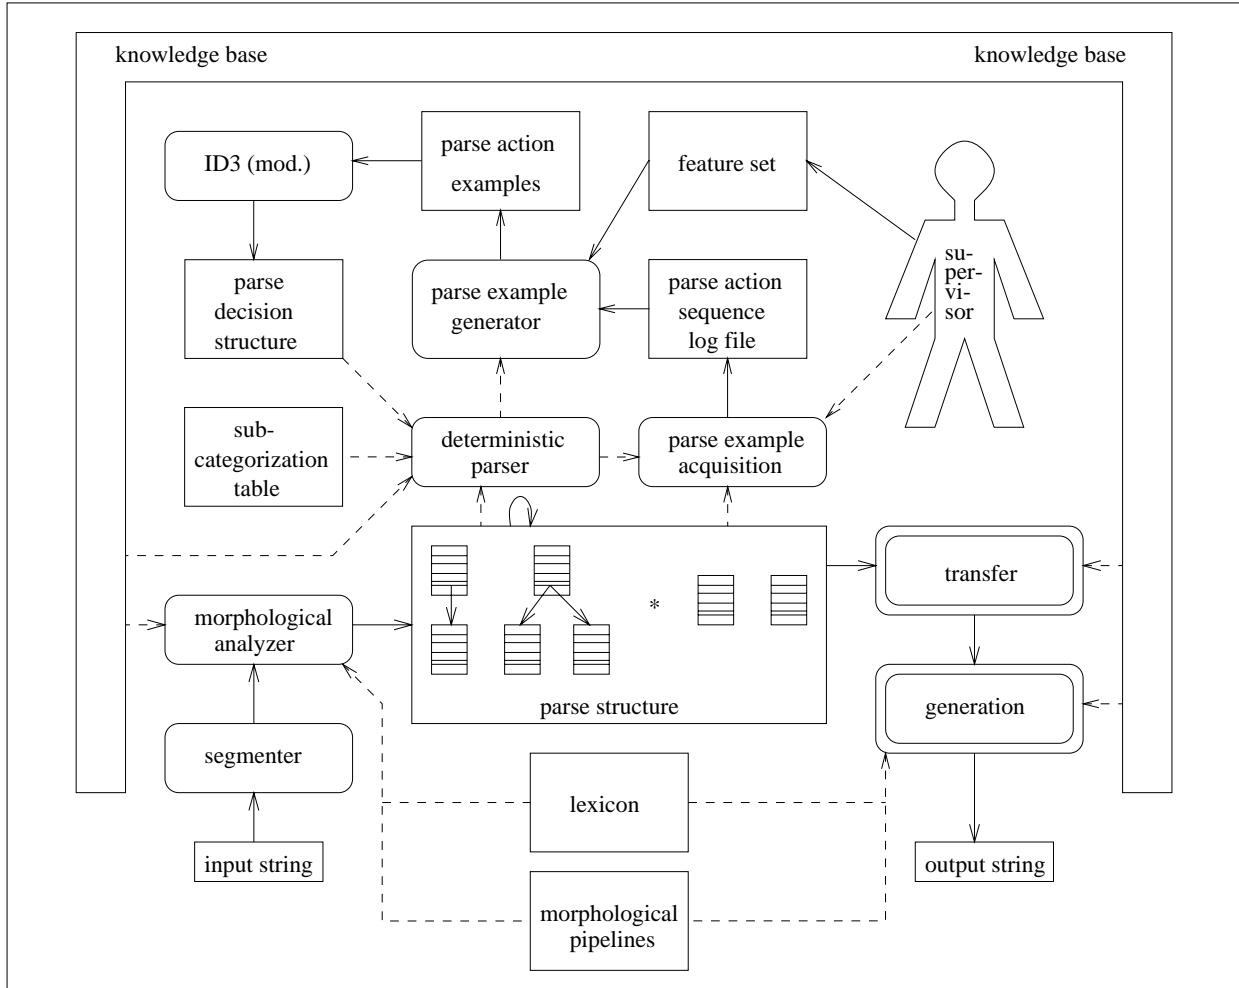 knowledge base
knowledge base
ID3 (mod.)
parse action
examples
feature set
su-
per-
vi-
sor
parse
decision
structure
parse example
generator
parse action
sequence
log file
sub-
categorization
table
deterministic
parser
parse example
acquisition
morphological
analyzer
*
transfer
parse structure
generation
segmenter
lexicon
input string
output string
morphological
pipelines